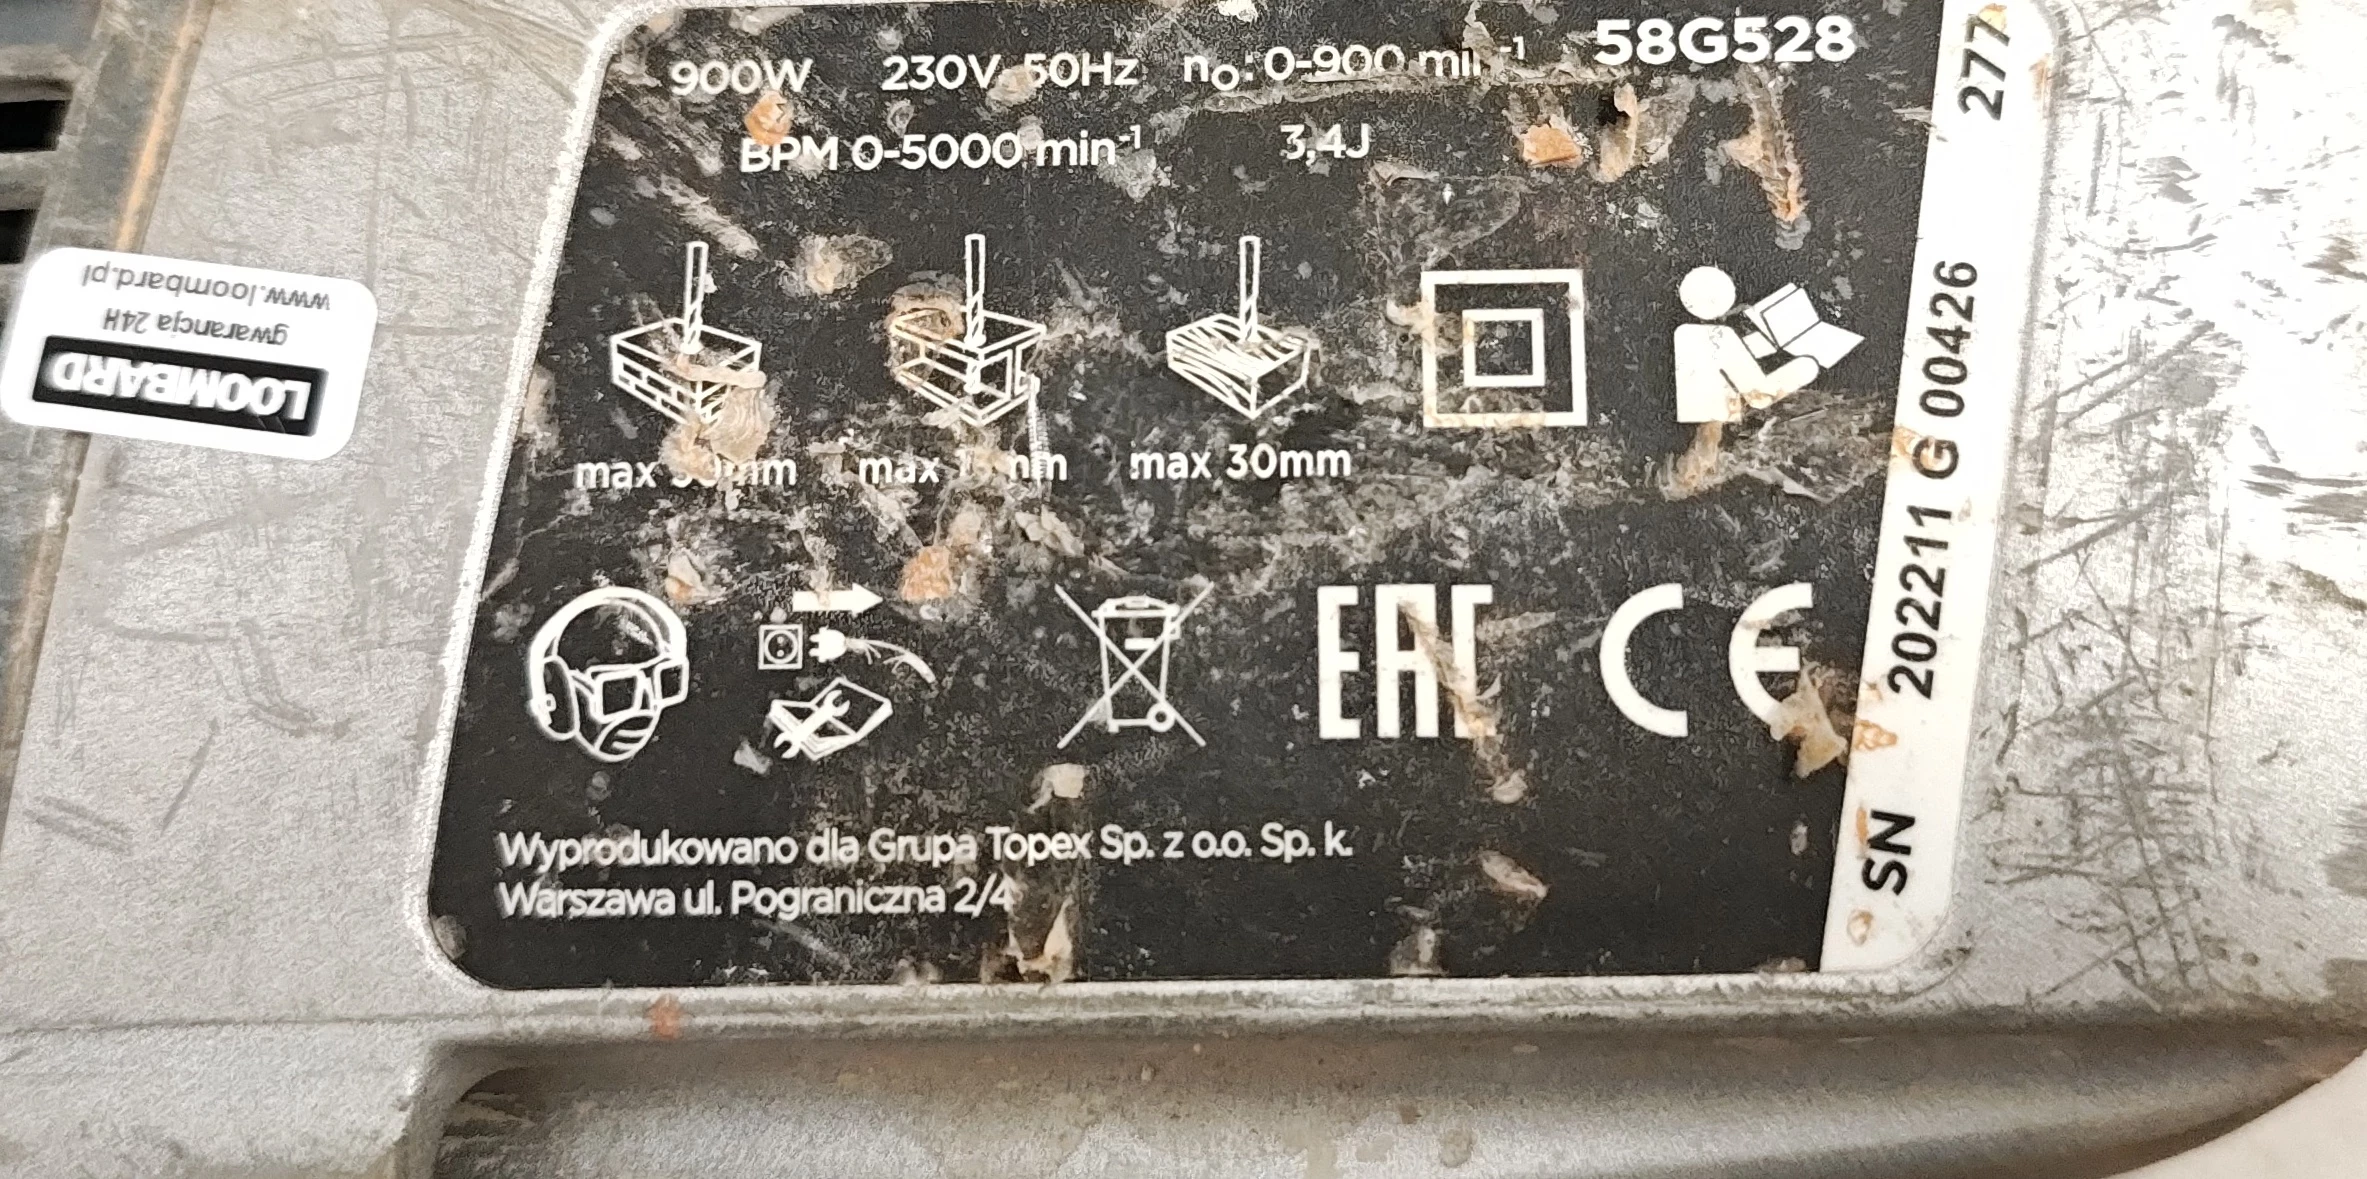 58G528
900W 230V 50Hz n₀: 0-900 min⁻¹
BPM 0-5000 min⁻¹ 3,4J
max mm max mm max 30mm
EAC CE
Wyprodukowano dla Grupa Topex Sp. z o.o. Sp. k.
Warszawa ul. Pograniczna 2/4
SN 202211 G 00426 277
LOOMBARD
gwarancja 24H
www.loombard.pl